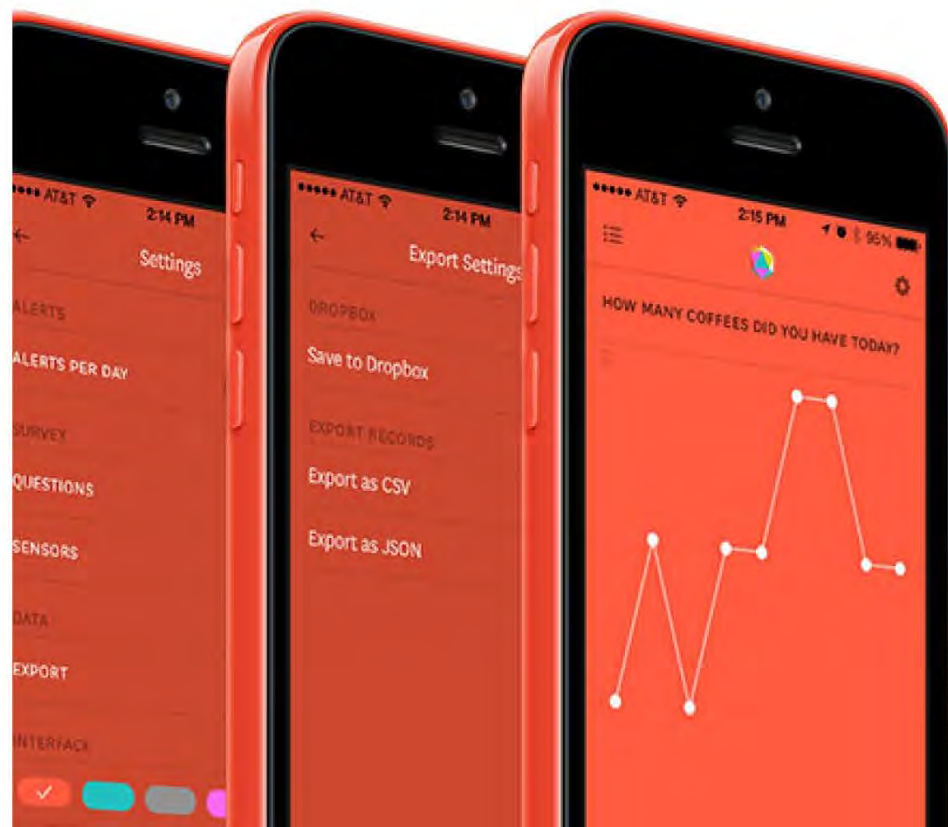 AT&T
2:14 PM
Settings
ALERTS
ALERTS PER DAY
SURVEY
QUESTIONS
SENSORS
DATA
EXPORT
INTERFACE
AT&T
2:14 PM
Export Settings
DROPBOX
Save to Dropbox
EXPORT RECORDS
Export as CSV
Export as JSON
AT&T 2:15 PM 95%
HOW MANY COFFEES DID YOU HAVE TODAY?